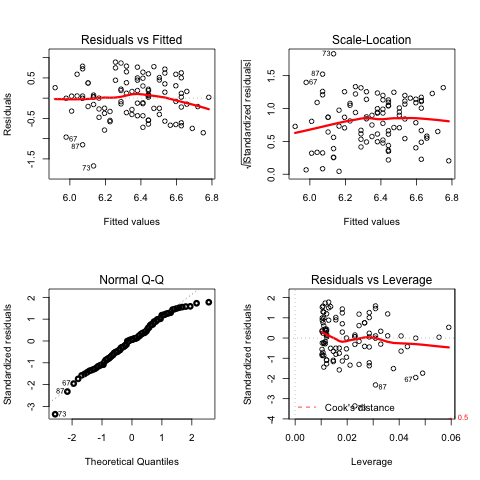 Residuals vs Fitted
Residuals
0.5
-0.5
-1.5
67
87
73
6.0 6.2 6.4 6.6 6.8
Fitted values
Scale-Location
√|Standardized residuals|
1.5
1.0
0.5
0.0
73
87
67
6.0 6.2 6.4 6.6 6.8
Fitted values
Normal Q-Q
Standardized residuals
2
1
0
-1
-2
-3
67
87
73
-2 -1 0 1 2
Theoretical Quantiles
Residuals vs Leverage
Standardized residuals
2
1
0
-1
-2
-3
-4
67
87
Cook's distance
0.5
0.00 0.02 0.04 0.06
Leverage